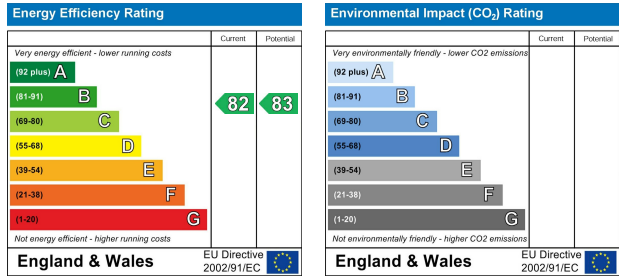 Energy Efficiency Rating
Current Potential
Very energy efficient - lower running costs
(92 plus) A
(81-91) B
82 83
(69-80) C
(55-68) D
(39-54) E
(21-38) F
(1-20) G
Not energy efficient - higher running costs
England & Wales
EU Directive
2002/91/EC
Environmental Impact (CO₂) Rating
Current Potential
Very environmentally friendly - lower CO2 emissions
(92 plus) A
(81-91) B
(69-80) C
(55-68) D
(39-54) E
(21-38) F
(1-20) G
Not environmentally friendly - higher CO2 emissions
England & Wales
EU Directive
2002/91/EC